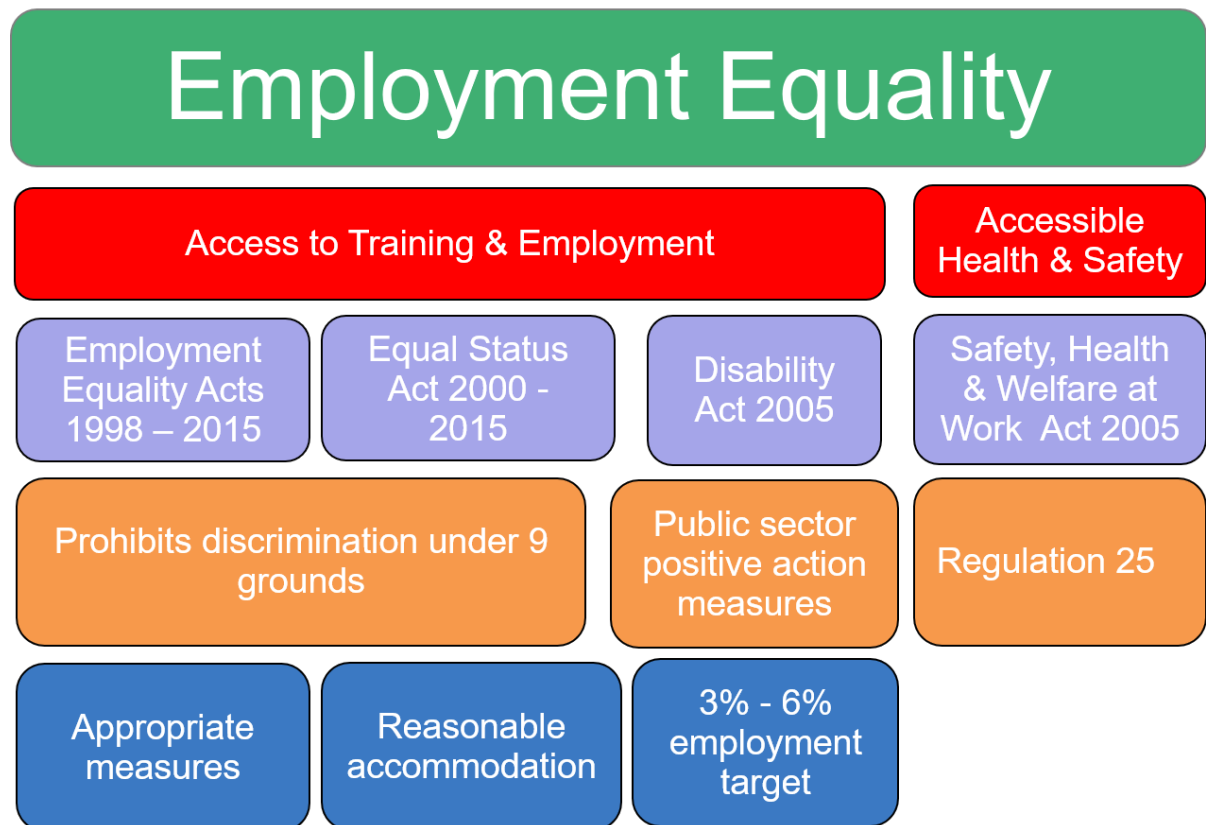 Employment Equality
Access to Training & Employment
Accessible
Health & Safety
Employment
Equality Acts
1998 – 2015
Equal Status
Act 2000 -
2015
Disability
Act 2005
Safety, Health
& Welfare at
Work  Act 2005
Prohibits discrimination under 9
grounds
Public sector
positive action
measures
Regulation 25
Appropriate
measures
Reasonable
accommodation
3% - 6%
employment
target